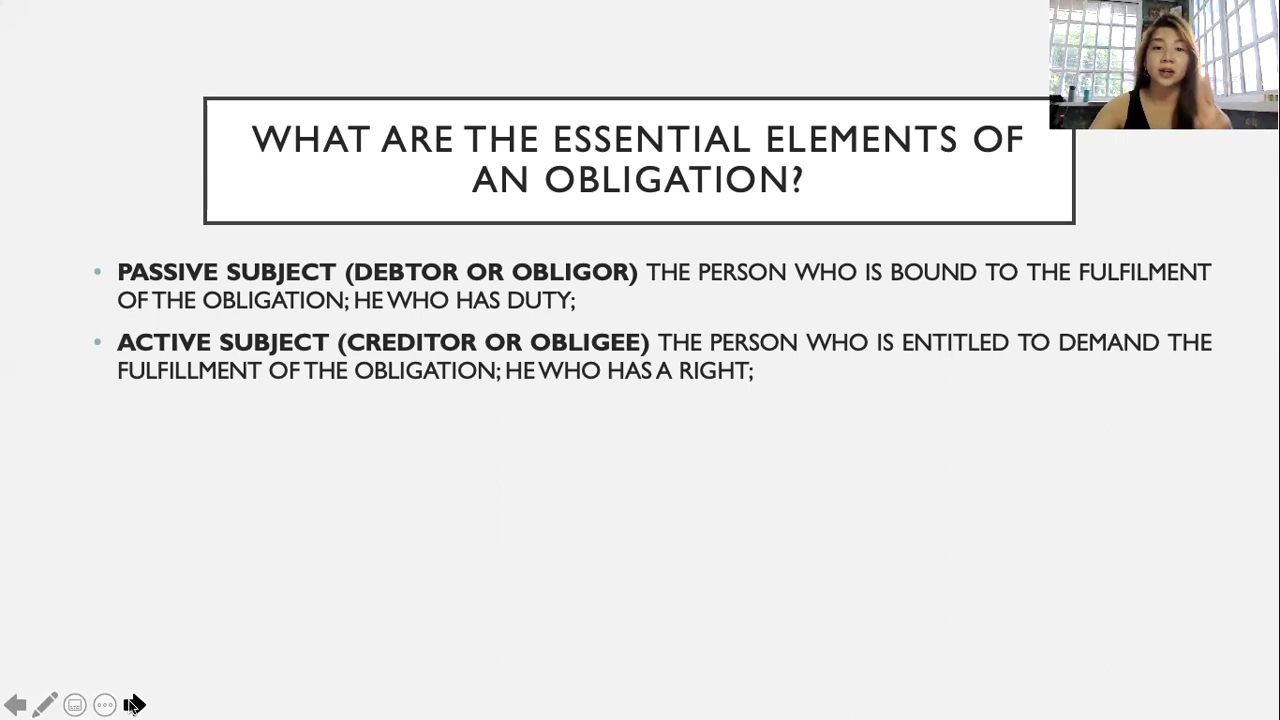 WHAT ARE THE ESSENTIAL ELEMENTS OF
AN OBLIGATION?
• PASSIVE SUBJECT (DEBTOR OR OBLIGOR) THE PERSON WHO IS BOUND TO THE FULFILMENT
OF THE OBLIGATION; HE WHO HAS DUTY;
• ACTIVE SUBJECT (CREDITOR OR OBLIGEE) THE PERSON WHO IS ENTITLED TO DEMAND THE
FULFILLMENT OF THE OBLIGATION; HE WHO HAS A RIGHT;